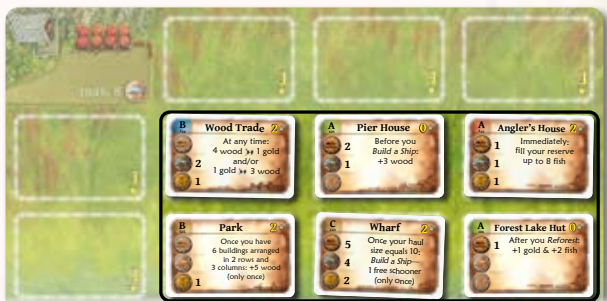 max. 8
B Wood Trade 2
At any time:
4 wood 1 gold
and/or
1 gold 3 wood
2
1
A Pier House 0
Before you
Build a Ship:
+3 wood
2
1
A Angler's House 2
Immediately:
fill your reserve
up to 8 fish
1
1
1
B Park 2
Once you have
6 buildings arranged
in 2 rows and
3 columns: +5 wood
(only once)
1
C Wharf 2
Once your haul
size equals 10:
Build a Ship—
1 free schooner
(only once)
5
4
2
A Forest Lake Hut 0
After you Reforest:
+1 gold & +2 fish
1